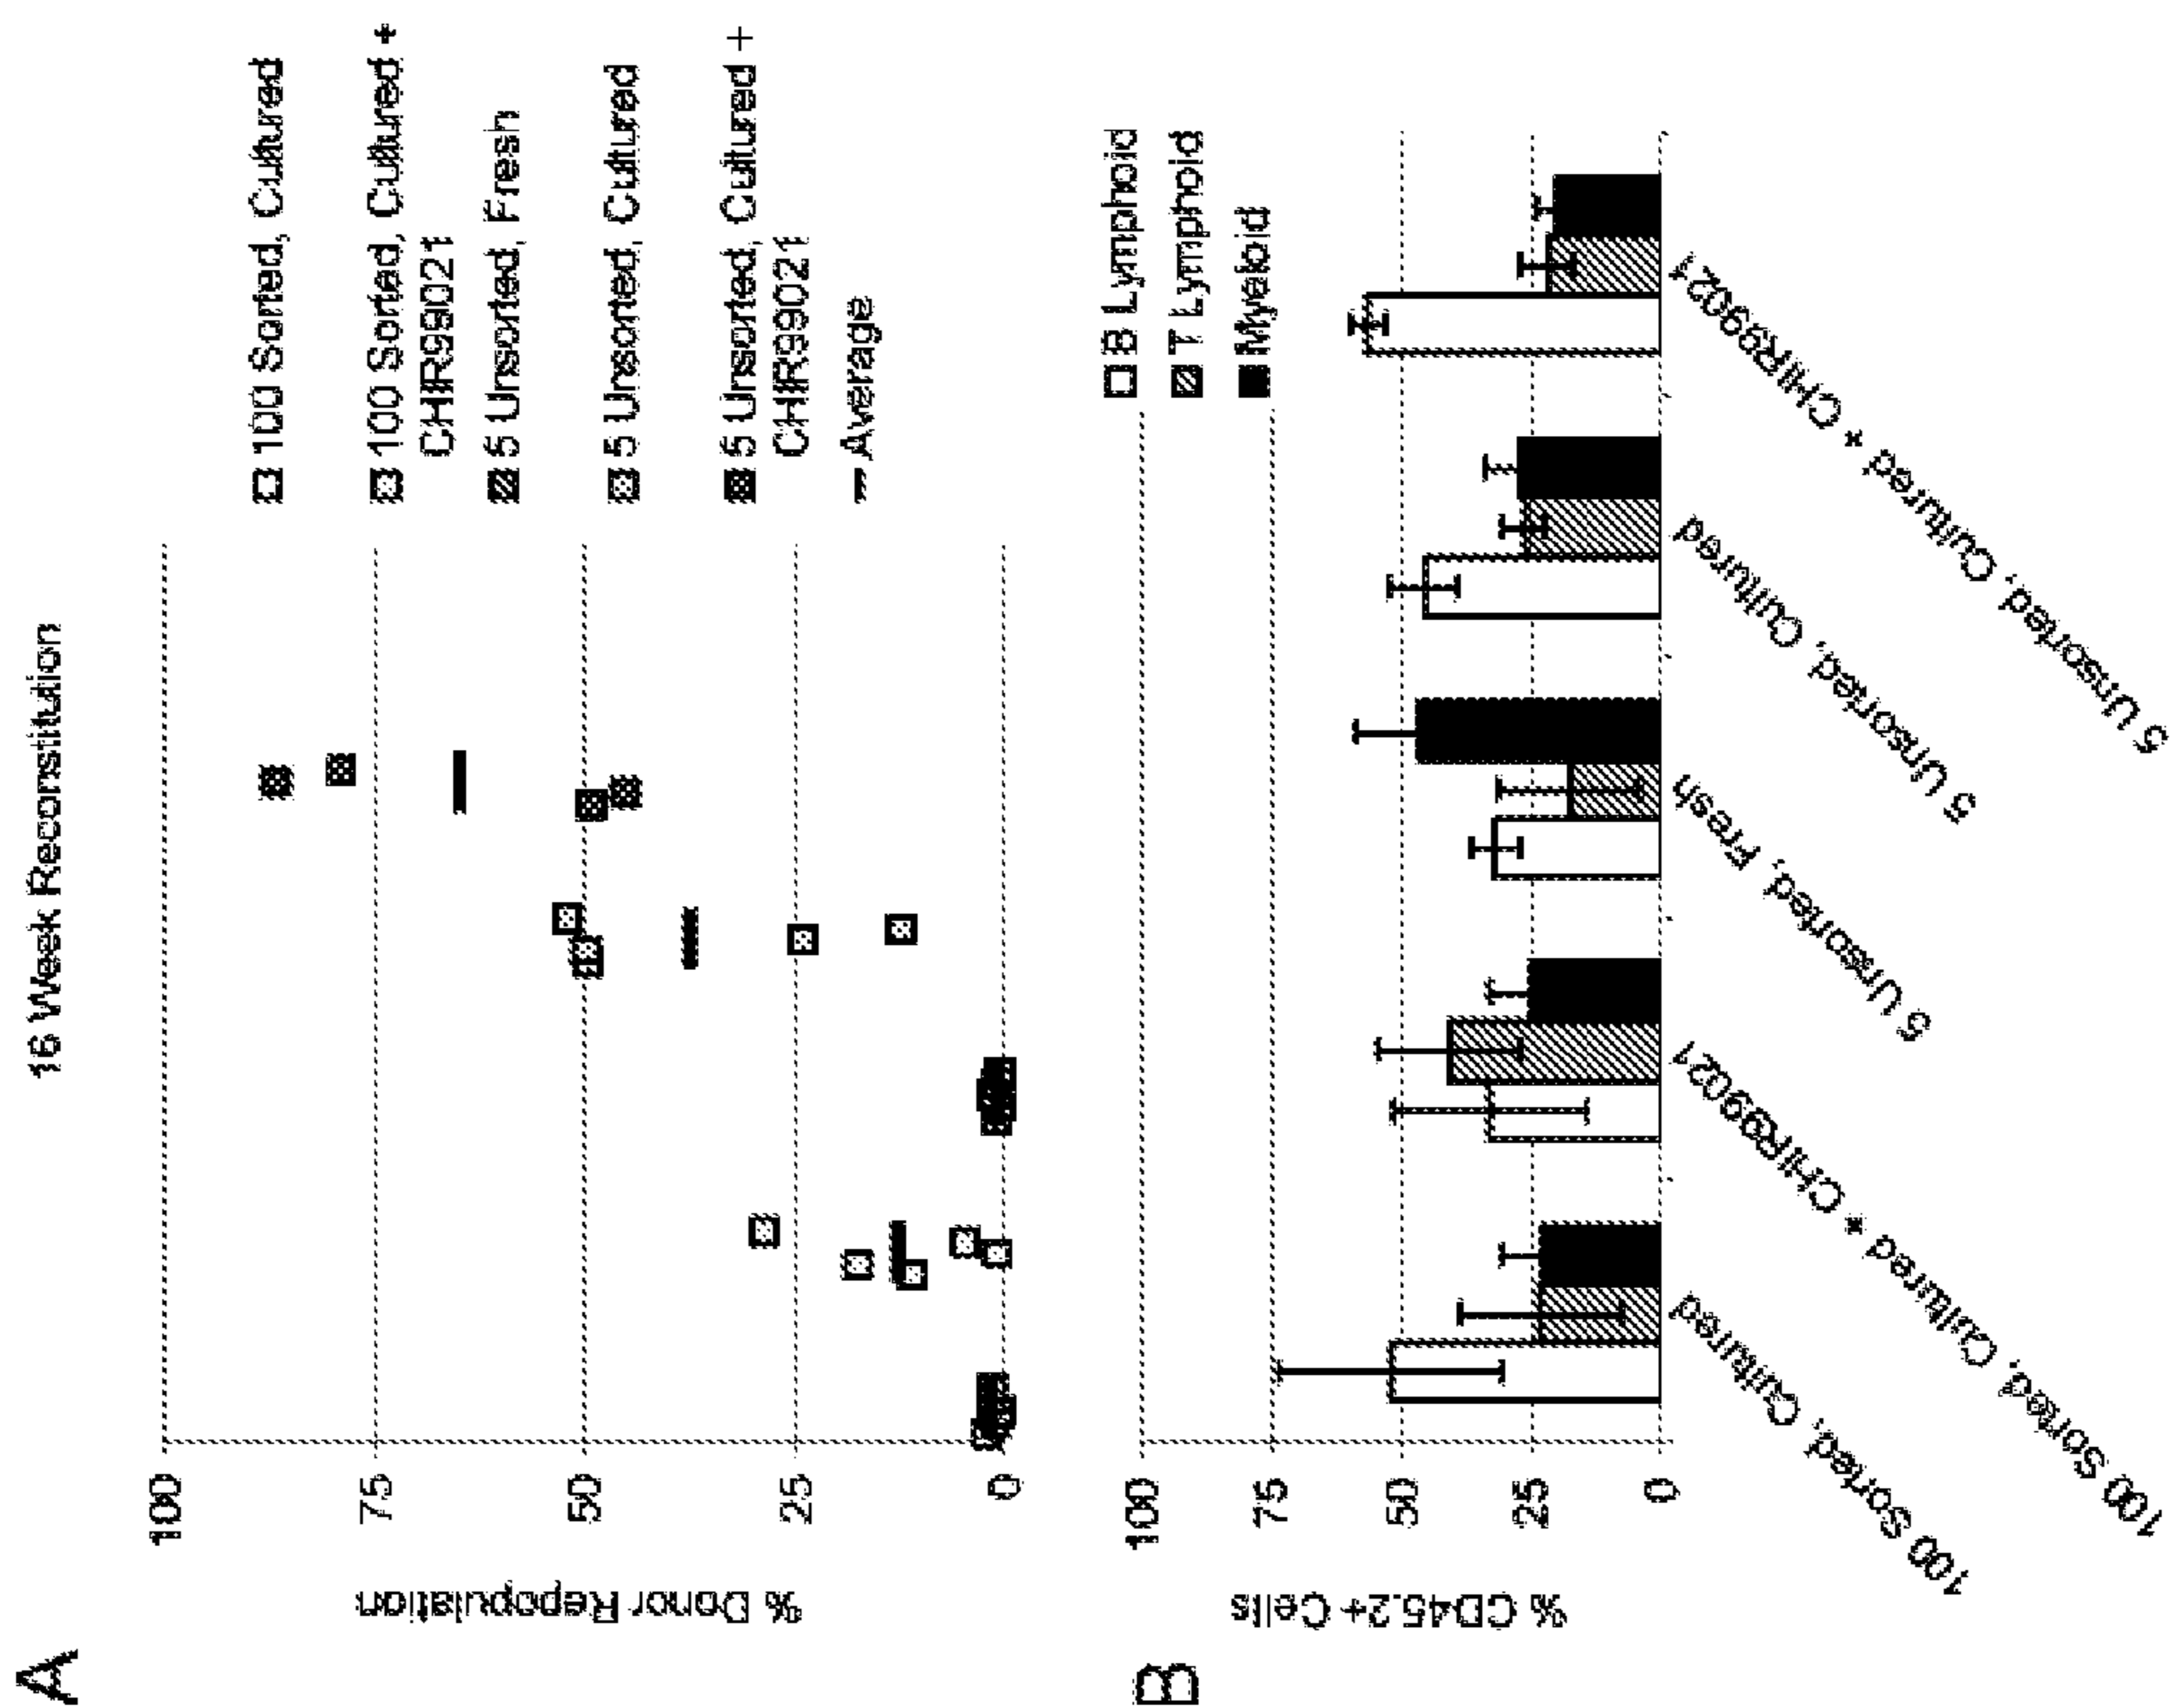 A
16 Week Reconstitution
% Donor Repopulation
100
75
50
25
0
100 Sorted, Cultured
100 Sorted, Cultured +
CHIR99021
5 Unsorted, Fresh
5 Unsorted, Cultured
5 Unsorted, Cultured +
CHIR99021
Average
B
% CD45.2+ Cells
100
75
50
25
0
B Lymphoid
T Lymphoid
Myeloid
100 Sorted, Cultured
100 Sorted, Cultured + CHIR99021
5 Unsorted, Fresh
5 Unsorted, Cultured
5 Unsorted, Cultured + CHIR99021